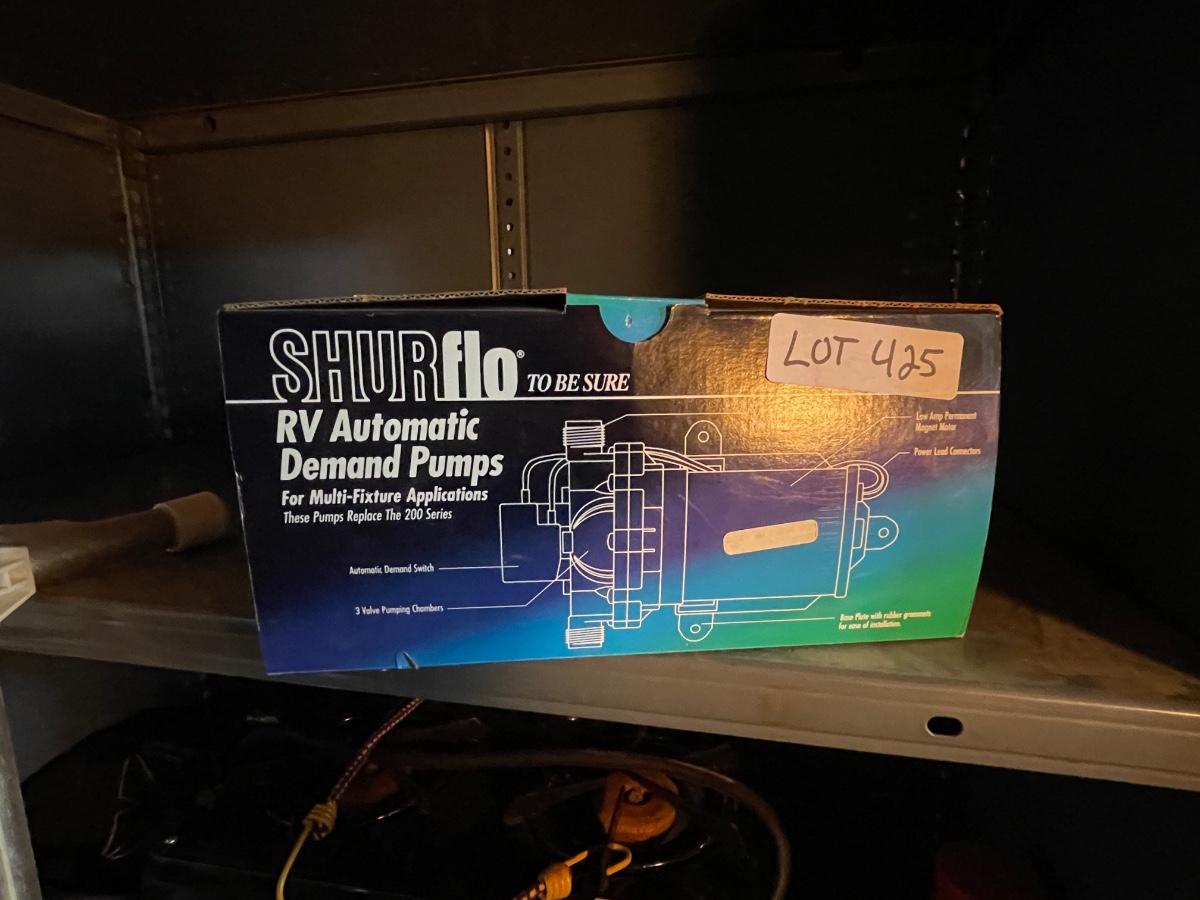 SHURflo® TO BE SURE
LOT 425
RV Automatic
Demand Pumps
For Multi-Fixture Applications
These Pumps Replace The 200 Series
Low Amp Permanent
Magnet Motor
Power Lead Connectors
Automatic Demand Switch
3 Valve Pumping Chambers
Base Plate with rubber grommets
for ease of installation.